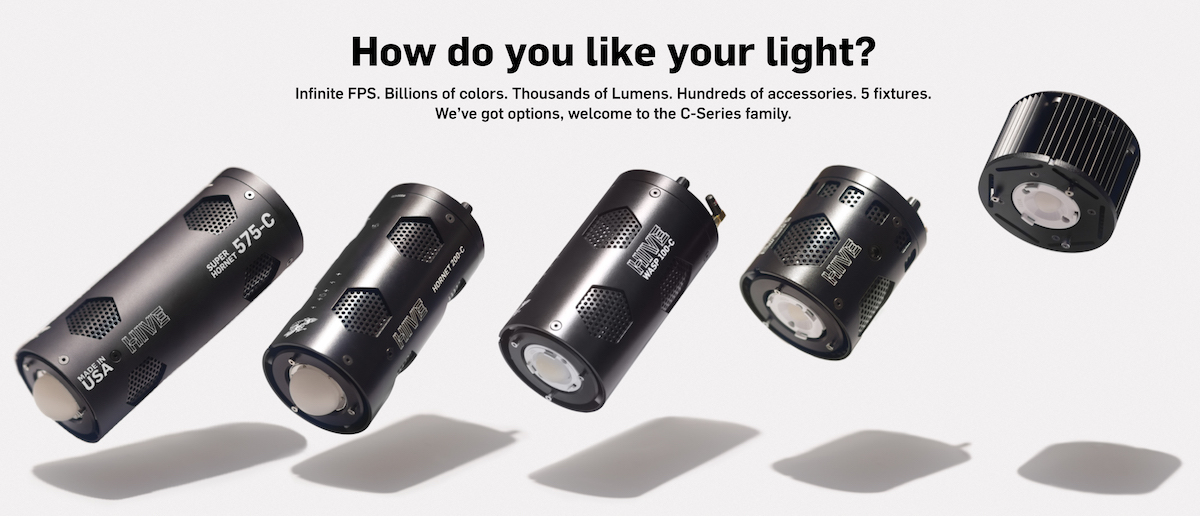 How do you like your light?
Infinite FPS. Billions of colors. Thousands of Lumens. Hundreds of accessories. 5 fixtures.
We've got options, welcome to the C-Series family.
SUPER
HORNET 575-C
HIVE
MADE IN
USA
HORNET 200-C
HIVE
HIVE
WASP 100-C
HIVE